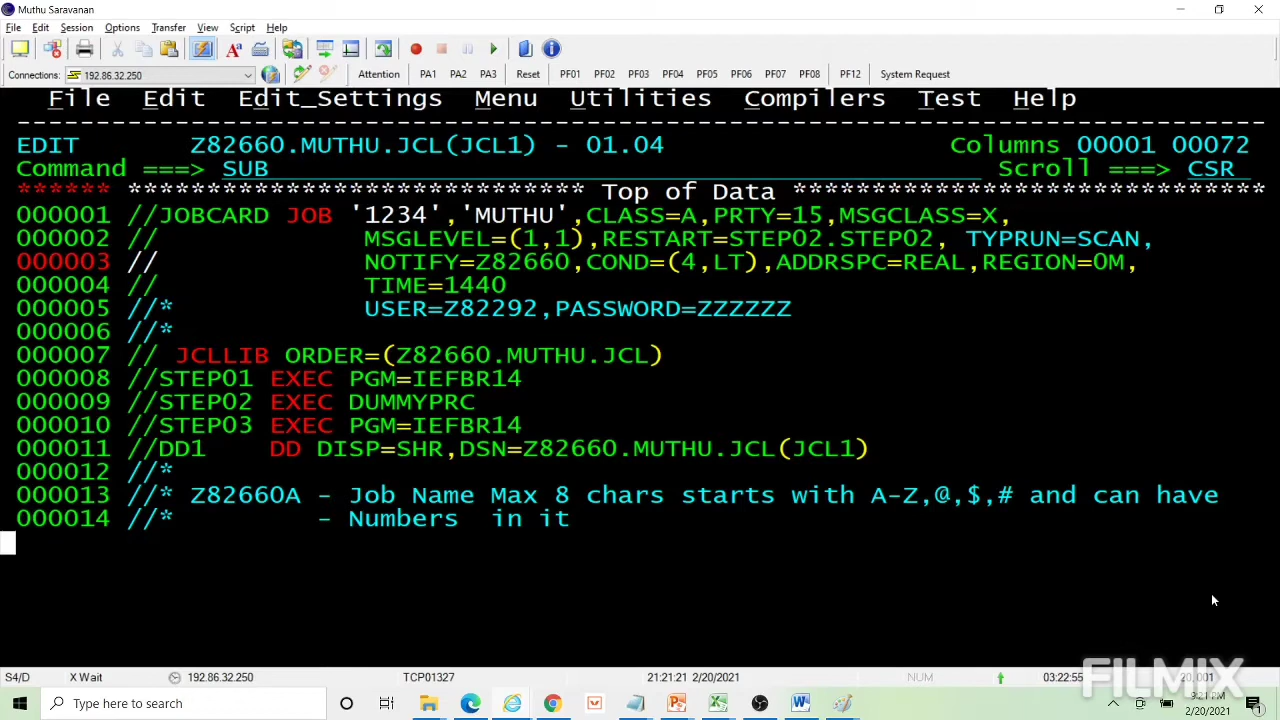 Muthu Saravanan
File Edit Session Options Transfer View Script Help
Connections: 192.86.32.250 Attention PA1 PA2 PA3 Reset PF01 PF02 PF03 PF04 PF05 PF06 PF07 PF08 PF12 System Request
File Edit Edit_Settings Menu Utilities Compilers Test Help
-------------------------------------------------------------------------------
EDIT Z82660.MUTHU.JCL(JCL1) - 01.04 Columns 00001 00072
Command ===> SUB Scroll ===> CSR
****** ***************************** Top of Data ******************************
000001 //JOBCARD JOB '1234','MUTHU',CLASS=A,PRTY=15,MSGCLASS=X,
000002 // MSGLEVEL=(1,1),RESTART=STEP02.STEP02, TYPRUN=SCAN,
000003 // NOTIFY=Z82660,COND=(4,LT),ADDRSPC=REAL,REGION=0M,
000004 // TIME=1440
000005 //* USER=Z82292,PASSWORD=ZZZZZZ
000006 //*
000007 // JCLLIB ORDER=(Z82660.MUTHU.JCL)
000008 //STEP01 EXEC PGM=IEFBR14
000009 //STEP02 EXEC DUMMYPRC
000010 //STEP03 EXEC PGM=IEFBR14
000011 //DD1 DD DISP=SHR,DSN=Z82660.MUTHU.JCL(JCL1)
000012 //*
000013 //* Z82660A - Job Name Max 8 chars starts with A-Z,@,$,# and can have
000014 //* - Numbers in it
S4/D X Wait 192.86.32.250 TCP01327 21:21:21 2/20/2021 NUM 03:22:55 20,001
FILMIX
Type here to search 9:21 PM
2/20/2021